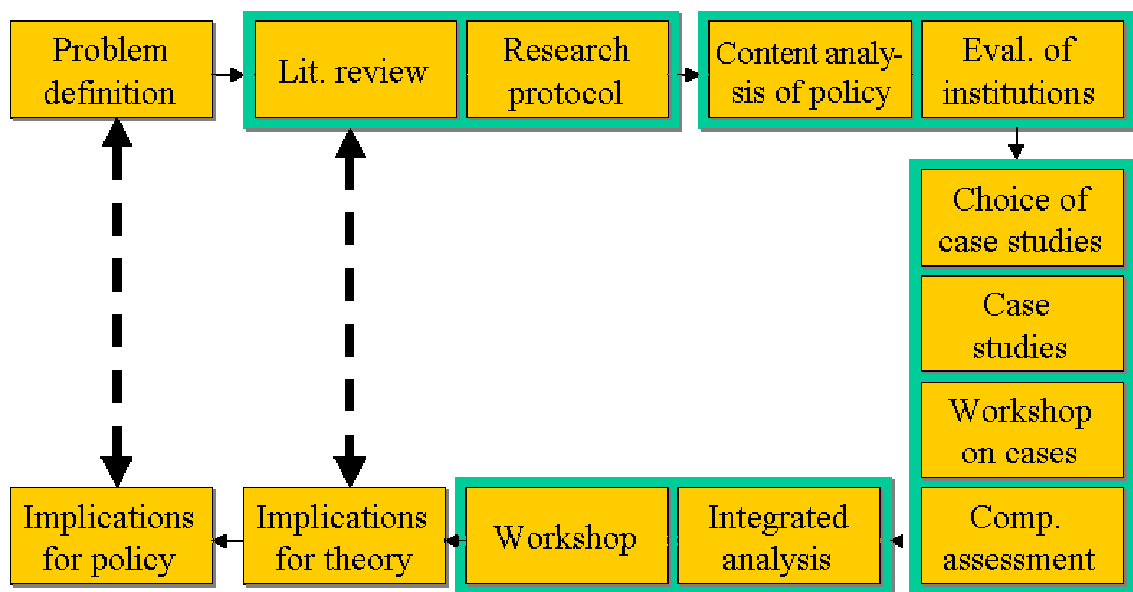 Problem
definition
Lit. review
Research
protocol
Content analy-
sis of policy
Eval. of
institutions
Choice of
case studies
Case
studies
Workshop
on cases
Comp.
assessment
Integrated
analysis
Workshop
Implications
for theory
Implications
for policy